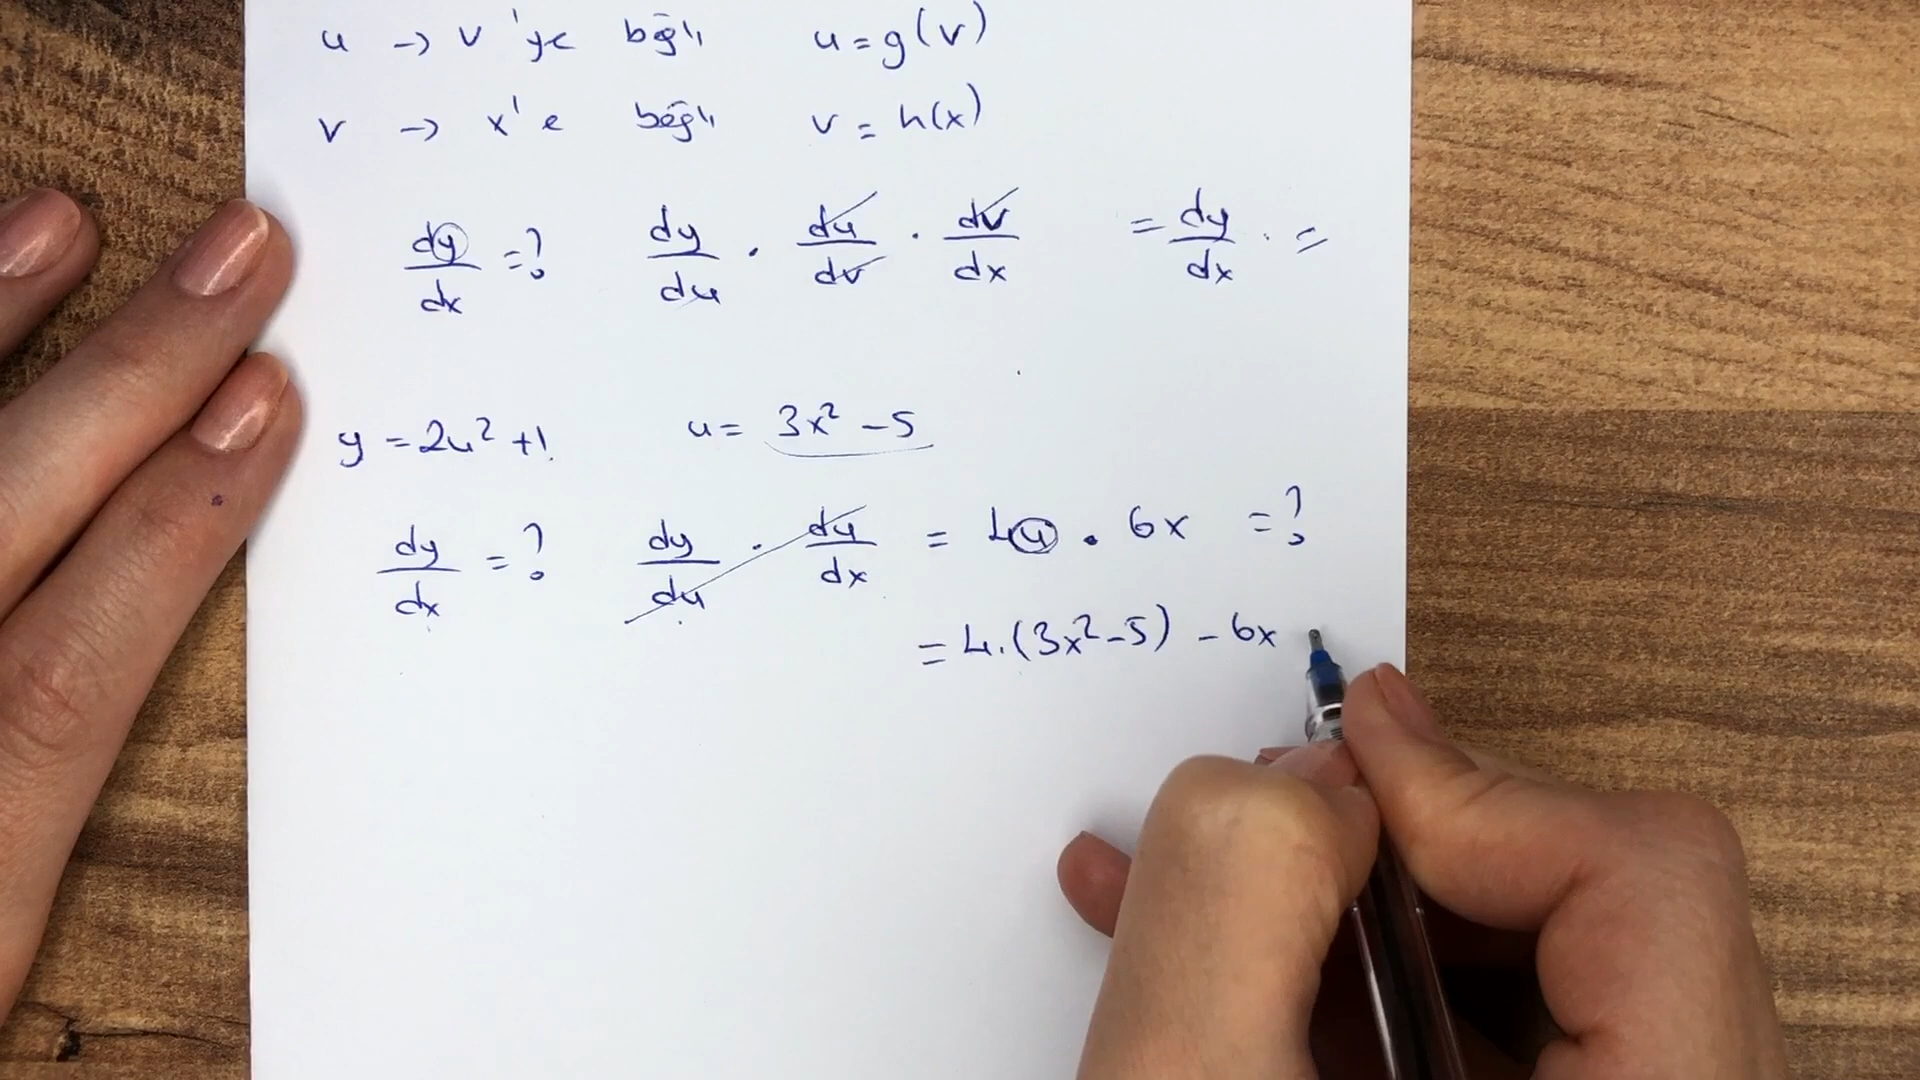 u → v'ye bağlı u = g(v)
v → x'e bağlı v = h(x)
dy/dx = ? dy/du . du/dv . dv/dx = dy/dx . =
y = 2u² + 1 u = 3x² - 5
dy/dx = ? dy/du . du/dx = 4u . 6x = ?
= 4.(3x² - 5) - 6x